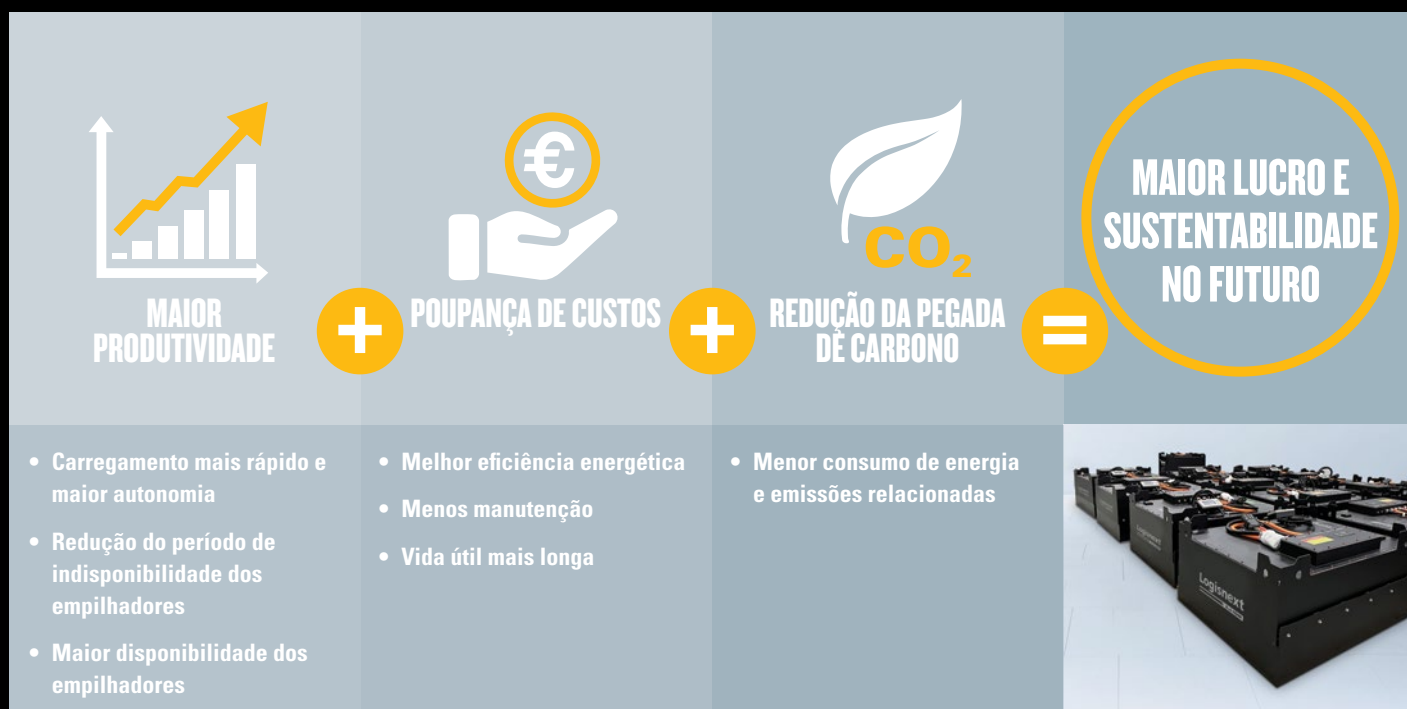 €
CO₂
MAIOR
PRODUTIVIDADE
+
POUPANÇA DE CUSTOS
+
REDUÇÃO DA PEGADA
DE CARBONO
=
MAIOR LUCRO E
SUSTENTABILIDADE
NO FUTURO
• Carregamento mais rápido e
maior autonomia
• Redução do período de
indisponibilidade dos
empilhadores
• Maior disponibilidade dos
empilhadores
• Melhor eficiência energética
• Menos manutenção
• Vida útil mais longa
• Menor consumo de energia
e emissões relacionadas
Logisnext